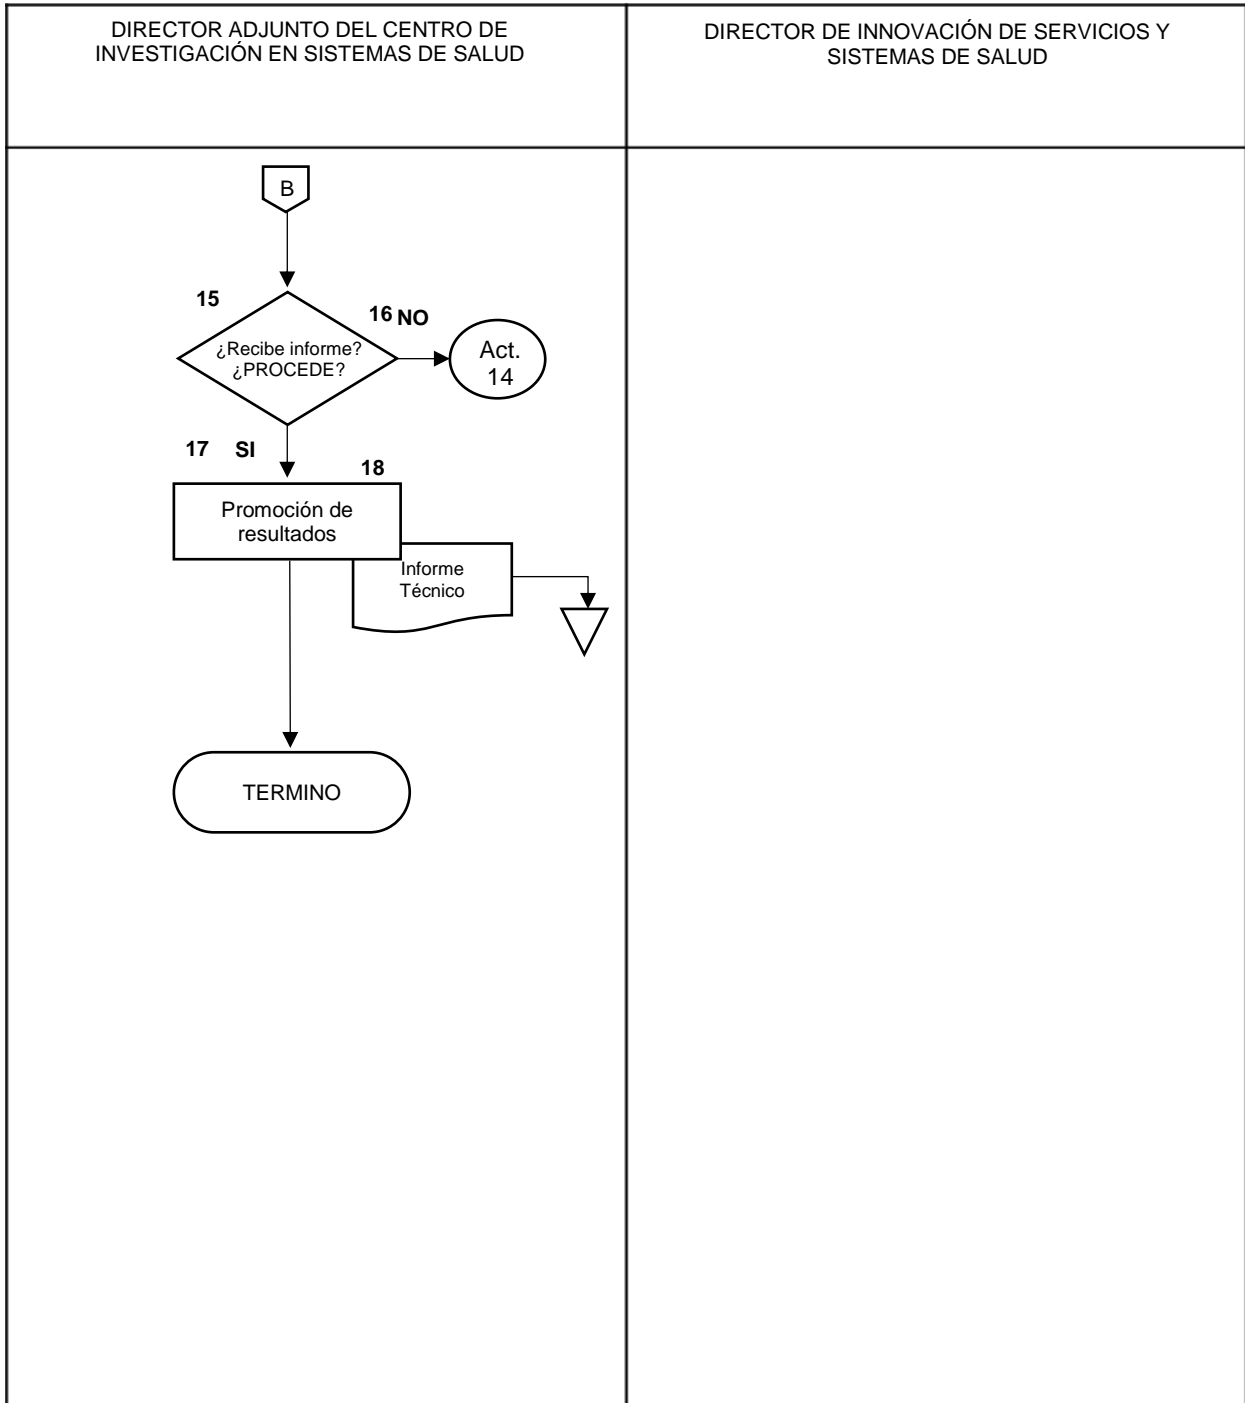 DIRECTOR ADJUNTO DEL CENTRO DE
INVESTIGACIÓN EN SISTEMAS DE SALUD
DIRECTOR DE INNOVACIÓN DE SERVICIOS Y
SISTEMAS DE SALUD
B
15
16 NO
¿Recibe informe?
¿PROCEDE?
Act.
14
17 SI
18
Promoción de
resultados
Informe
Técnico
TERMINO